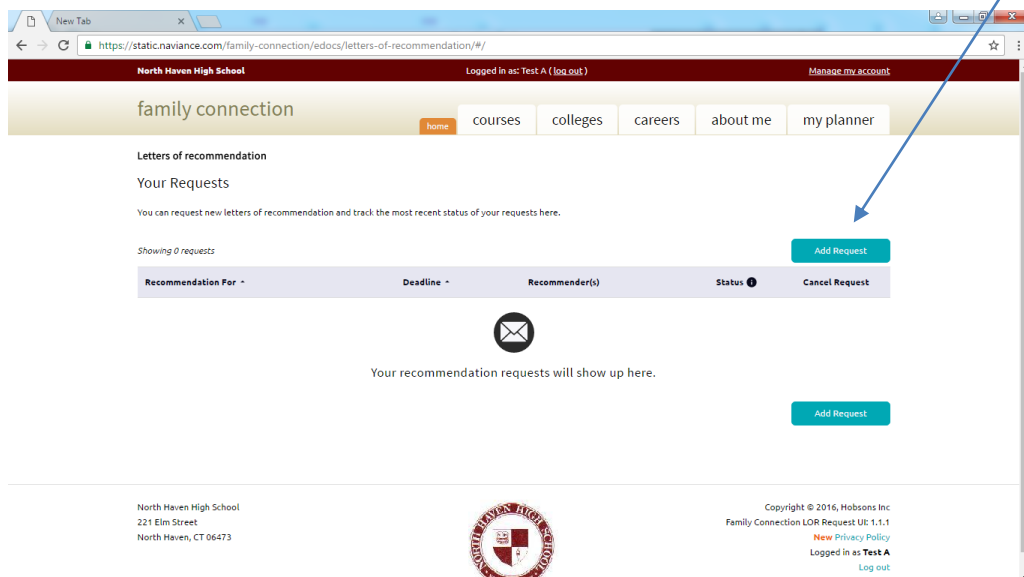 New Tab
https://static.naviance.com/family-connection/edocs/letters-of-recommendation/#/
North Haven High School Logged in as: Test A ( log out ) Manage my account
family connection
home courses colleges careers about me my planner
Letters of recommendation
Your Requests
You can request new letters of recommendation and track the most recent status of your requests here.
Showing 0 requests Add Request
Recommendation For Deadline Recommender(s) Status Cancel Request
Your recommendation requests will show up here.
Add Request
North Haven High School
221 Elm Street
North Haven, CT 06473
NORTH HAVEN HIGH SCHOOL
Copyright © 2016, Hobsons Inc
Family Connection LOR Request UI: 1.1.1
New Privacy Policy
Logged in as Test A
Log out